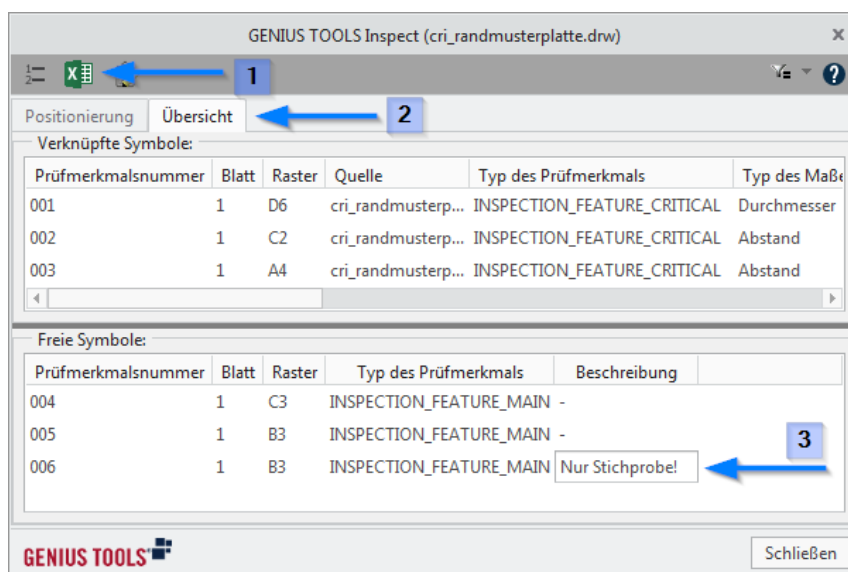 GENIUS TOOLS Inspect (cri_randmusterplatte.drw)
1
Positionierung Übersicht 2
Verknüpfte Symbole:
Prüfmerkmalsnummer Blatt Raster Quelle Typ des Prüfmerkmals Typ des Maße
001 1 D6 cri_randmusterp... INSPECTION_FEATURE_CRITICAL Durchmesser
002 1 C2 cri_randmusterp... INSPECTION_FEATURE_CRITICAL Abstand
003 1 A4 cri_randmusterp... INSPECTION_FEATURE_CRITICAL Abstand
Freie Symbole:
Prüfmerkmalsnummer Blatt Raster Typ des Prüfmerkmals Beschreibung
004 1 C3 INSPECTION_FEATURE_MAIN -
005 1 B3 INSPECTION_FEATURE_MAIN -
3
006 1 B3 INSPECTION_FEATURE_MAIN Nur Stichprobe!
GENIUS TOOLS Schließen